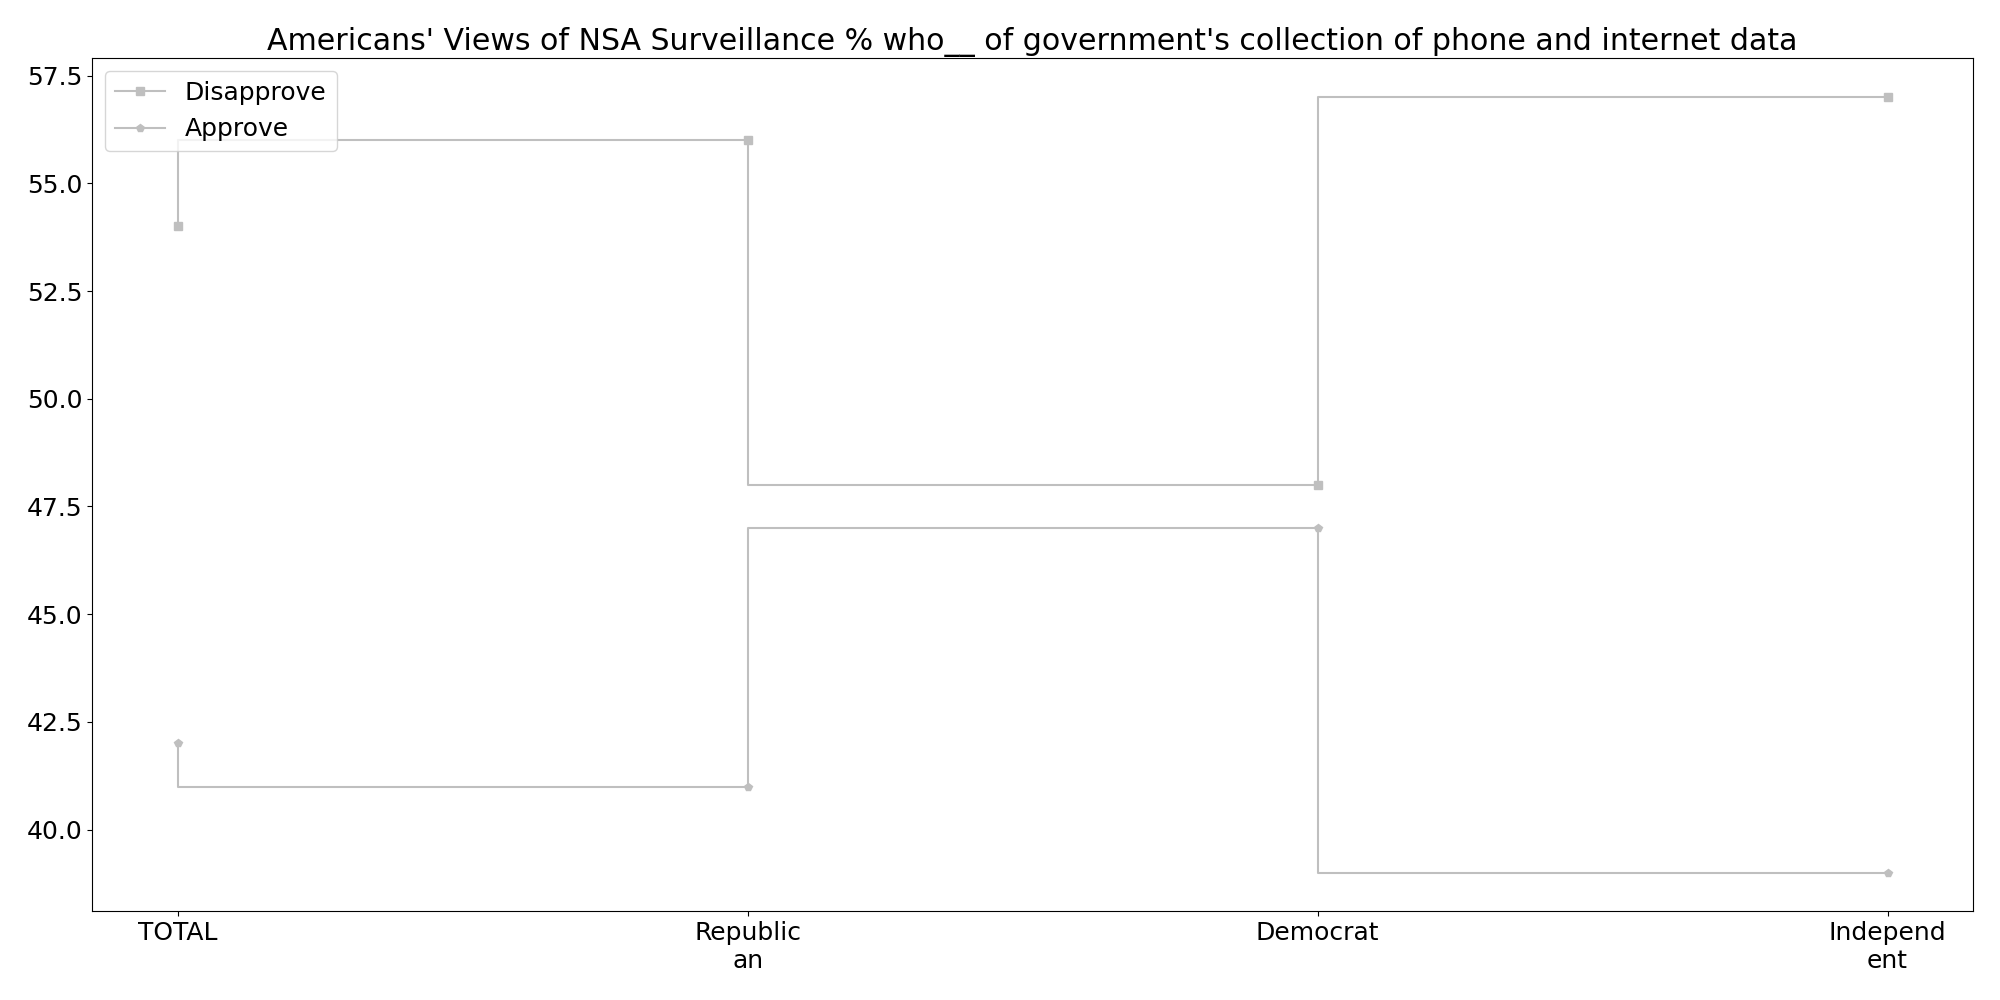 Americans' Views of NSA Surveillance % who__ of government's collection of phone and internet data
57.5
55.0
52.5
50.0
47.5
45.0
42.5
40.0
Disapprove
Approve
TOTAL
Republic
an
Democrat
Independ
ent